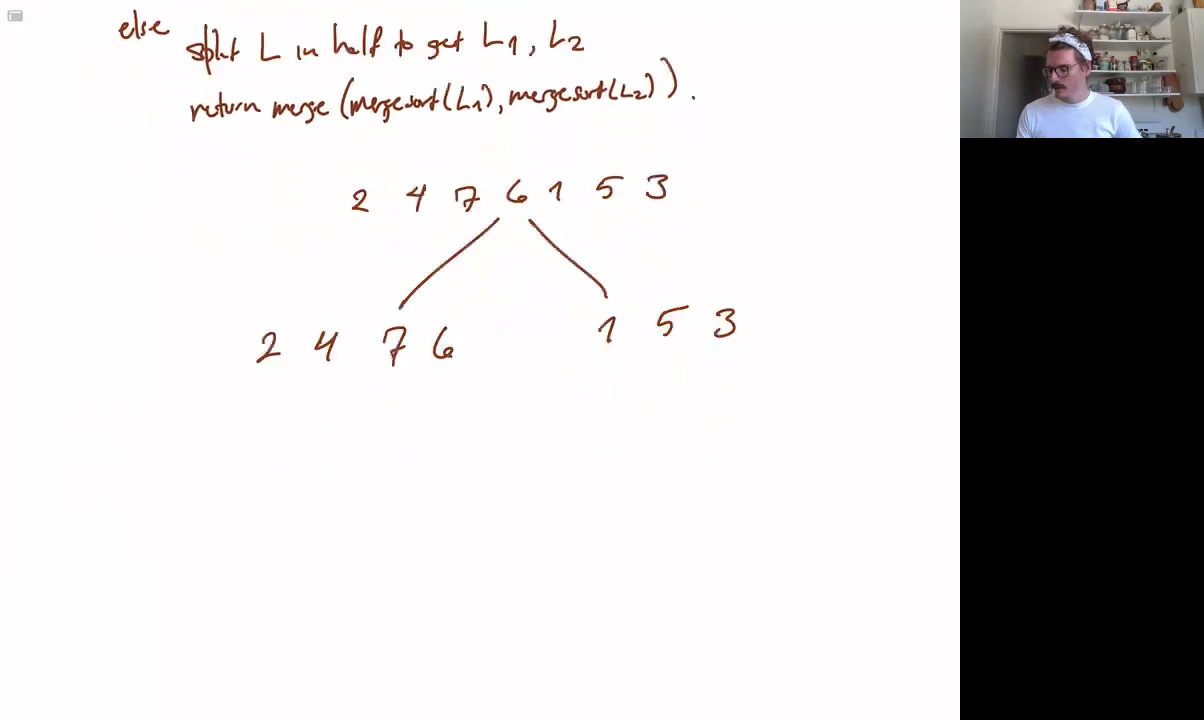 else
split L in half to get L1, L2
return merge (mergesort(L1), mergesort(L2)).
2 4 7 6 1 5 3
2 4 7 6 1 5 3